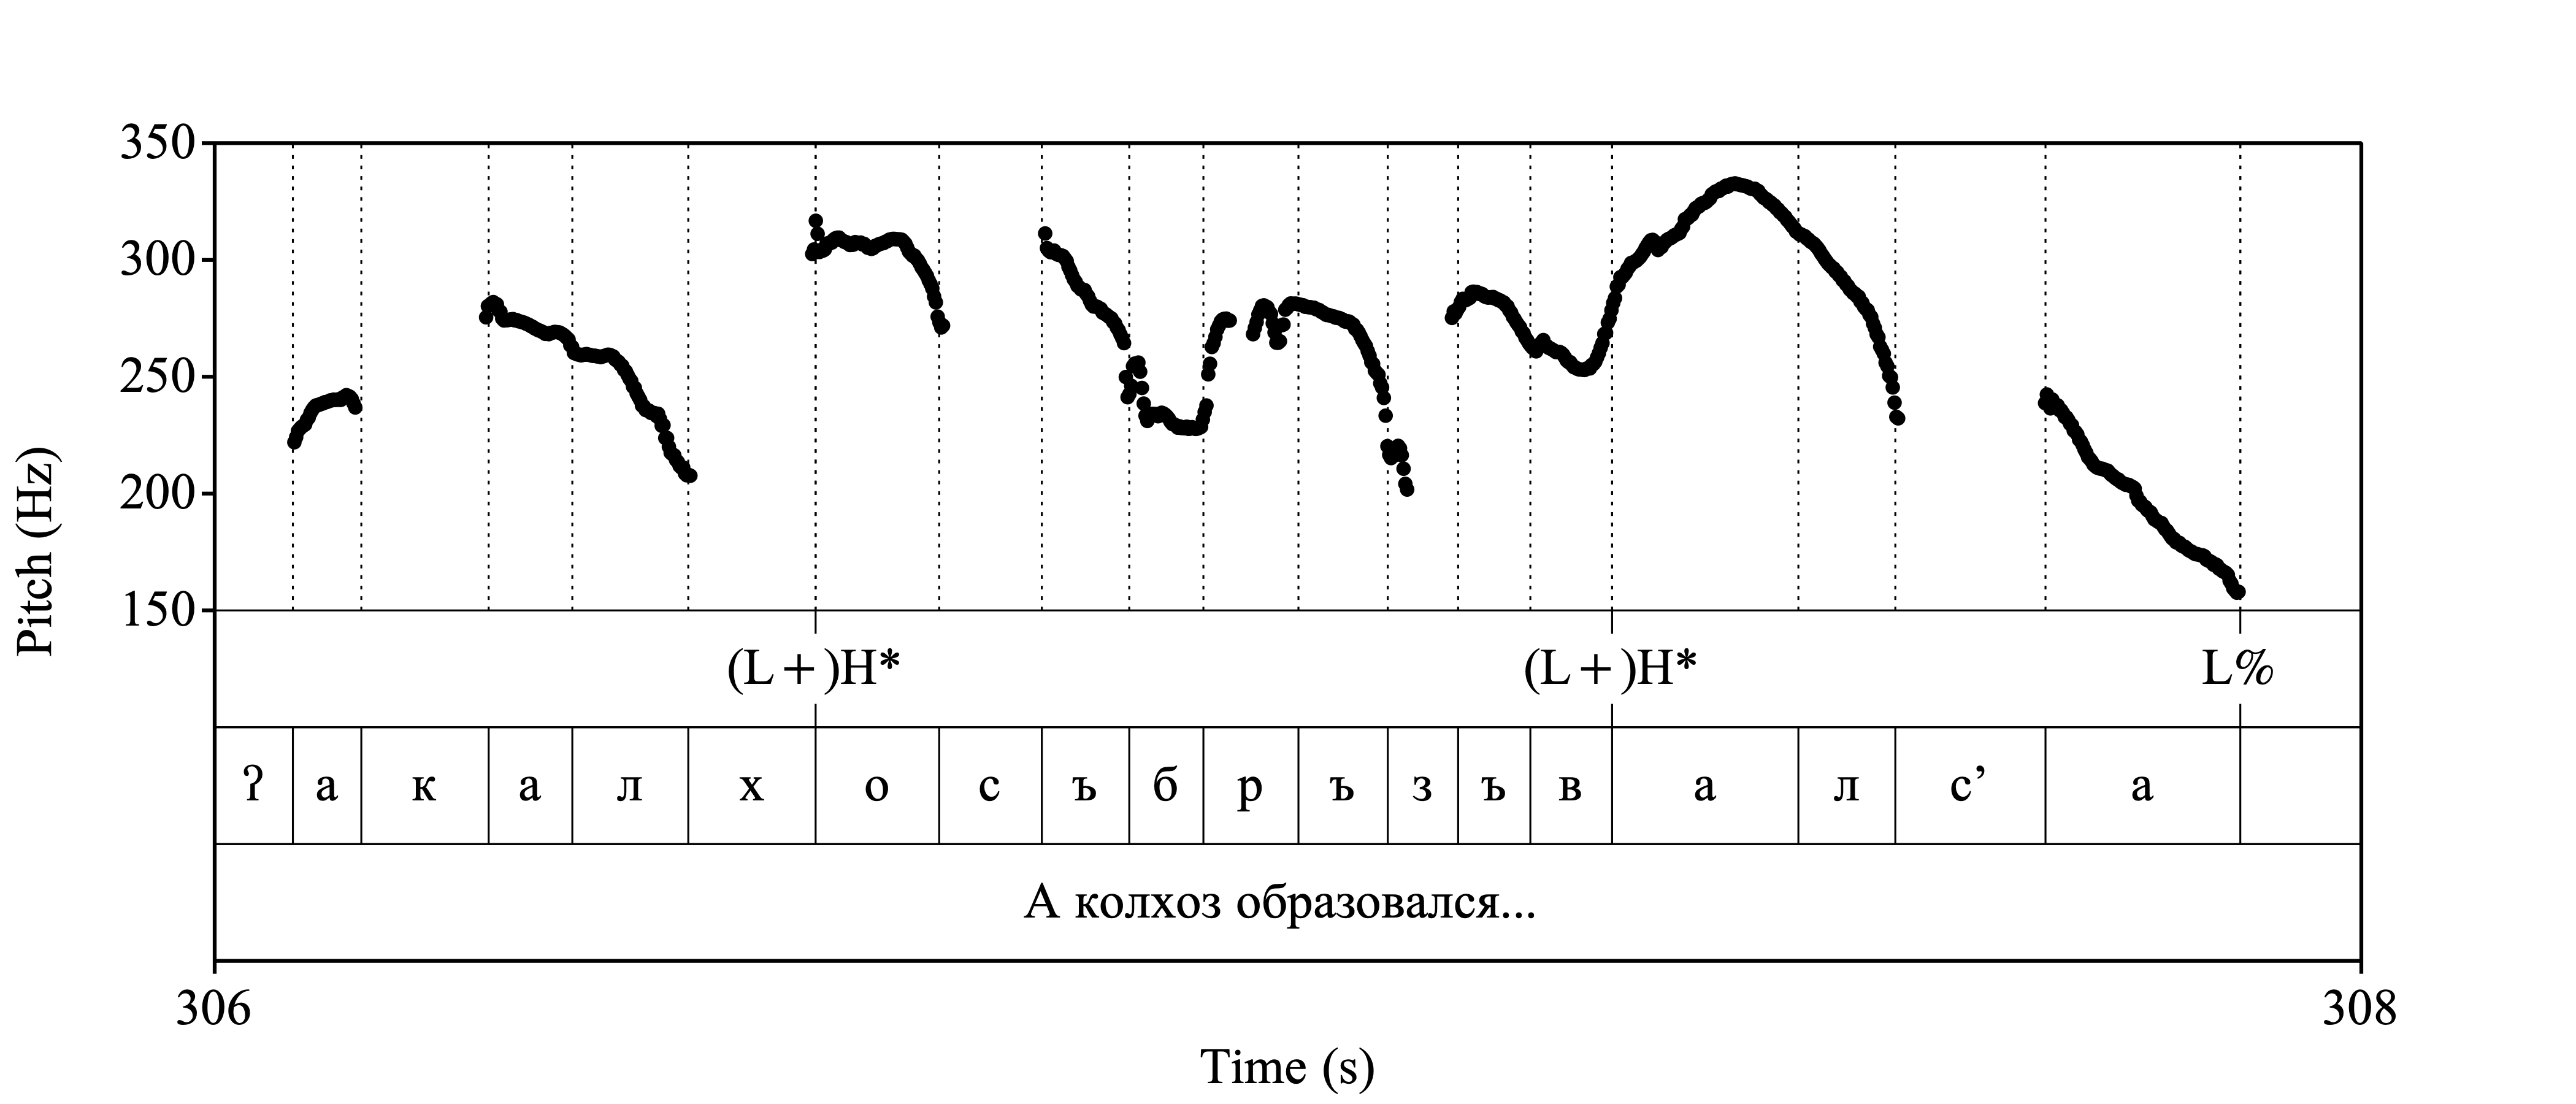 350
300
250
200
150
Pitch (Hz)
(L+)H* (L+)H* L%
ʔ а к а л х о с ъ б р ъ з ъ в а л с’ а
А колхоз образовался...
306 308
Time (s)